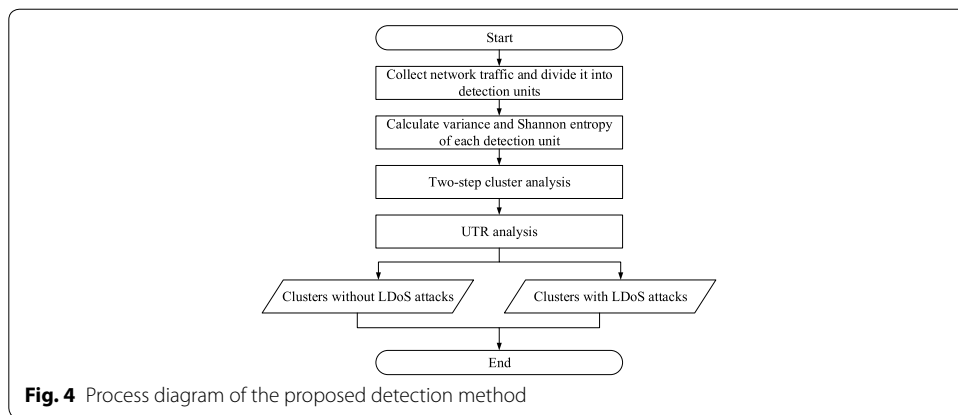 Start
Collect network traffic and divide it into
detection units
Calculate variance and Shannon entropy
of each detection unit
Two-step cluster analysis
UTR analysis
Clusters without LDoS attacks
Clusters with LDoS attacks
End
Fig. 4 Process diagram of the proposed detection method